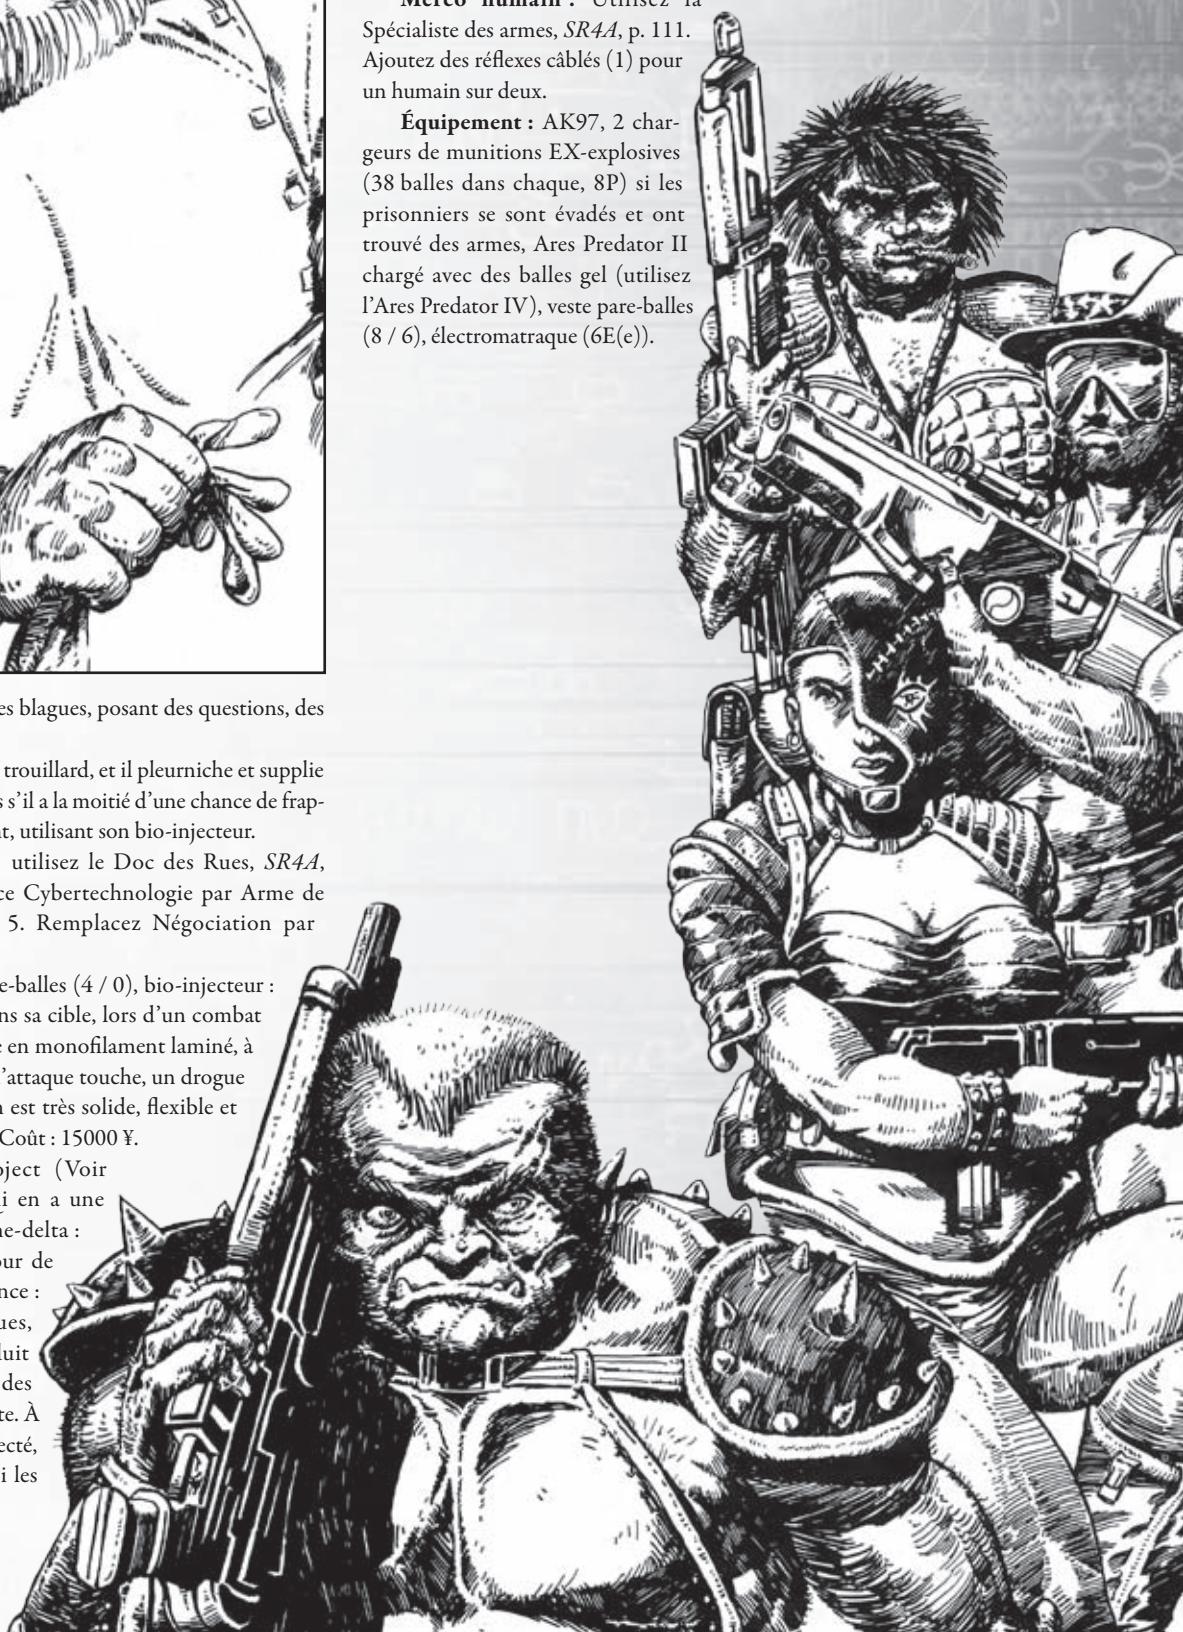 es blagues, posant des questions, des
trouillard, et il pleurniche et supplie
s s’il a la moitié d’une chance de frap-
nt, utilisant son bio-injecteur.
utilisez le Doc des Rues, SR4A,
ce Cybertechnologie par Arme de
5. Remplacez Négociation par
e-balles (4 / 0), bio-injecteur :
ns sa cible, lors d’un combat
e en monofilament laminé, à
l’attaque touche, un drogue
n est très solide, flexible et
Coût : 15000 ¥.
oject (Voir
i en a une
ne-delta :
ur de
nce :
ues,
luit
des
te. À
ecté,
i les
Merco humain : Utilisez la
Spécialiste des armes, SR4A, p. 111.
Ajoutez des réflexes câblés (1) pour
un humain sur deux.
Équipement : AK97, 2 char-
geurs de munitions EX-explosives
(38 balles dans chaque, 8P) si les
prisonniers se sont évadés et ont
trouvé des armes, Ares Predator II
chargé avec des balles gel (utilisez
l’Ares Predator IV), veste pare-balles
(8 / 6), électromatraque (6E(e)).